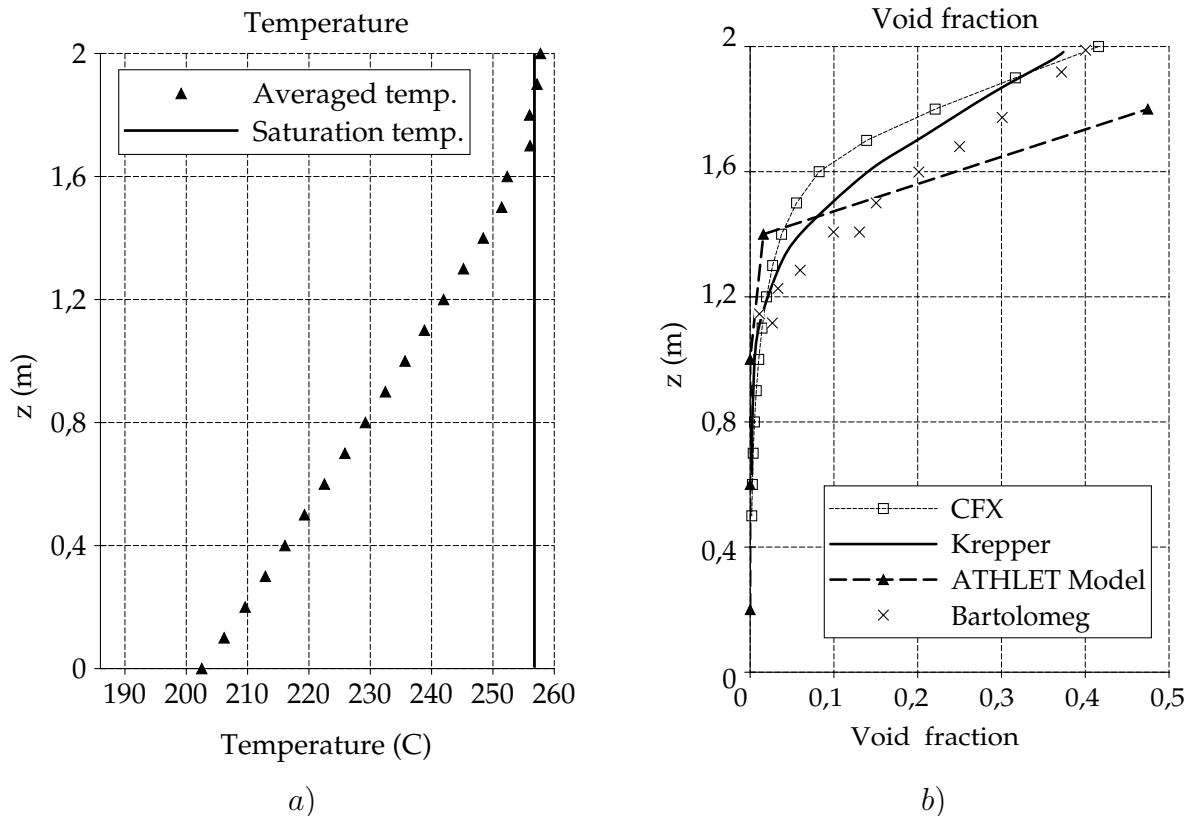 Temperature
2
1,6
1,2
0,8
0,4
0
z (m)
Averaged temp.
Saturation temp.
190 200 210 220 230 240 250 260
Temperature (C)
a)
Void fraction
2
1,6
1,2
0,8
0,4
0
z (m)
CFX
Krepper
ATHLET Model
Bartolomeg
0 0,1 0,2 0,3 0,4 0,5
Void fraction
b)